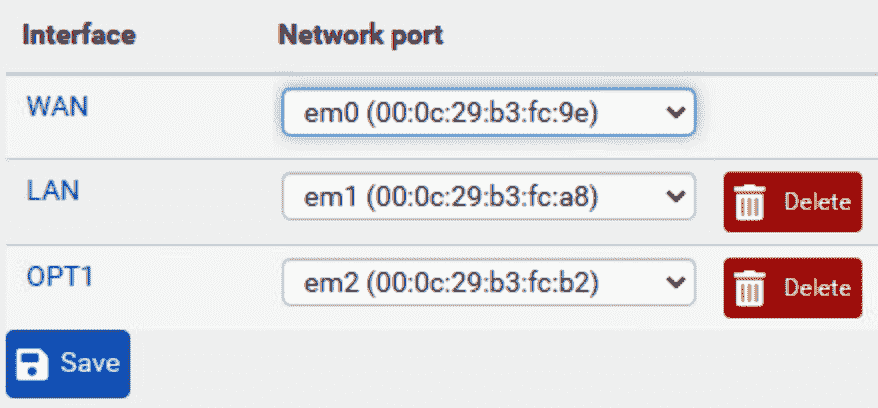 Interface Network port
WAN em0 (00:0c:29:b3:fc:9e)
LAN em1 (00:0c:29:b3:fc:a8) Delete
OPT1 em2 (00:0c:29:b3:fc:b2) Delete
Save